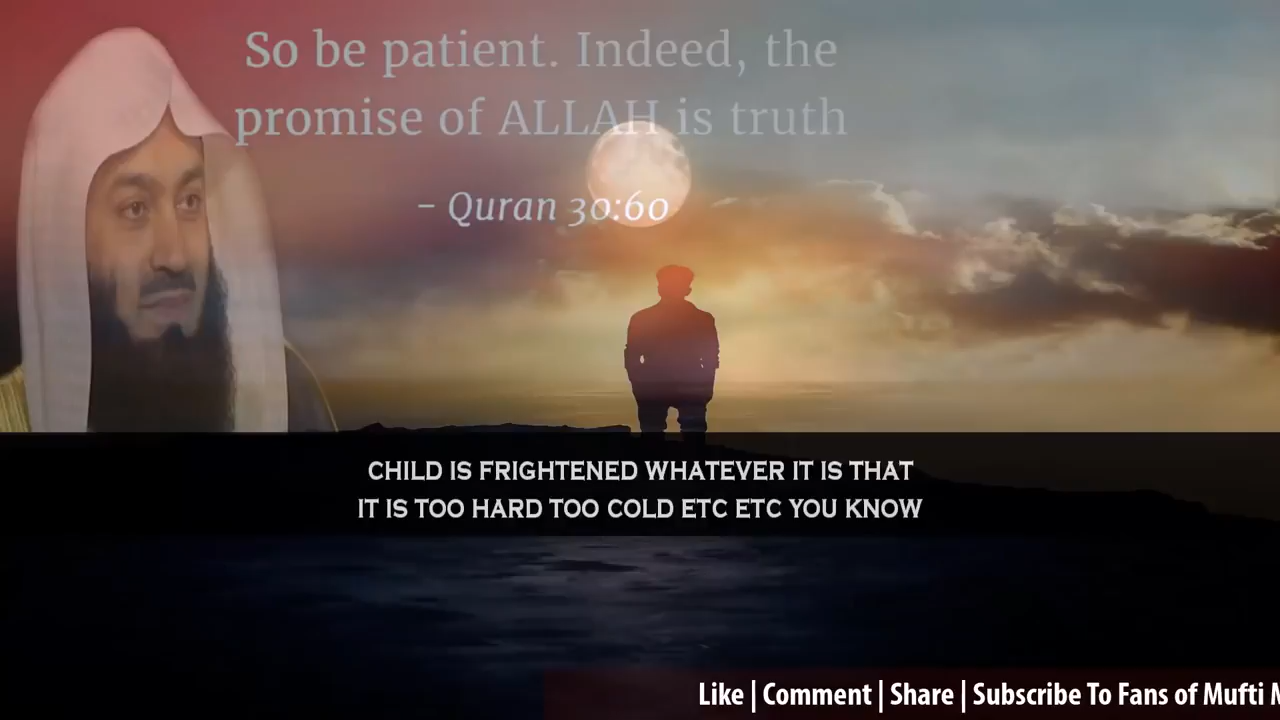 So be patient. Indeed, the
promise of ALLAH is truth
– Quran 30:60
CHILD IS FRIGHTENED WHATEVER IT IS THAT
IT IS TOO HARD TOO COLD ETC ETC YOU KNOW
Like | Comment | Share | Subscribe To Fans of Mufti M